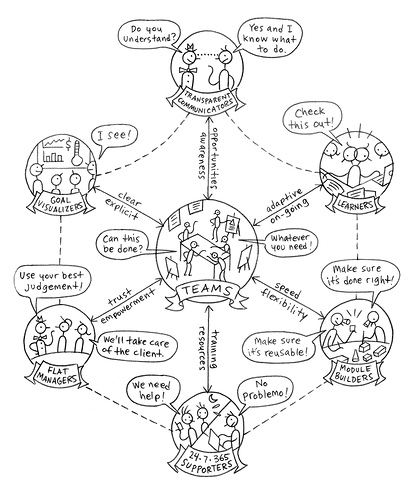 Do you
understand?
Yes and I
know what
to do.
TRANSPARENT
COMMUNICATORS
I see!
$
GOAL
VISUALIZERS
Check
this out!
LEARNERS
opportunities
awareness
clear
explicit
adaptive
on-going
Can this
be done?
Whatever
you need!
TEAMS
Use your best
judgement!
We'll take care
of the client.
FLAT
MANAGERS
trust
empowerment
speed
flexibility
Make sure
it's done right!
Make sure
it's reusable!
MODULE
BUILDERS
training
resources
We need
help!
No
Problemo!
24·7·365
SUPPORTERS